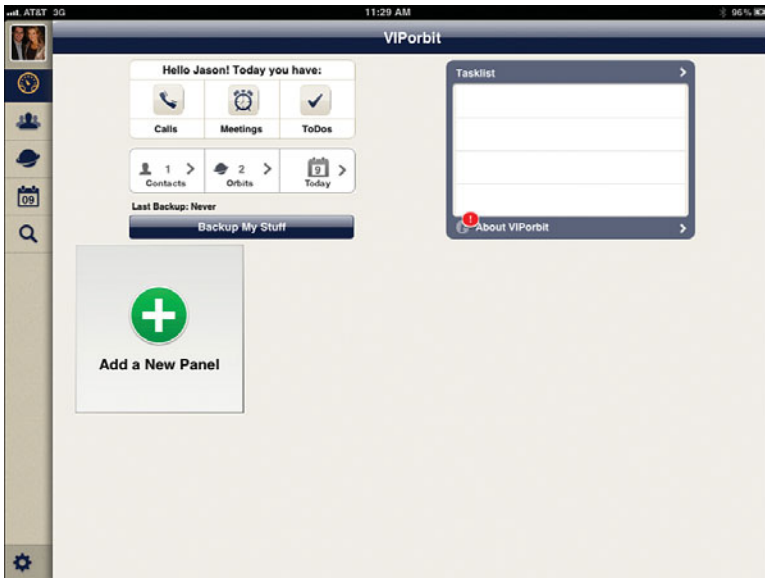 AT&T 3G 11:29 AM 96%
VIPorbit
Hello Jason! Today you have:
Calls Meetings ToDos
1 2 9
Contacts Orbits Today
Last Backup: Never
Backup My Stuff
Tasklist
! About VIPorbit
09
Add a New Panel